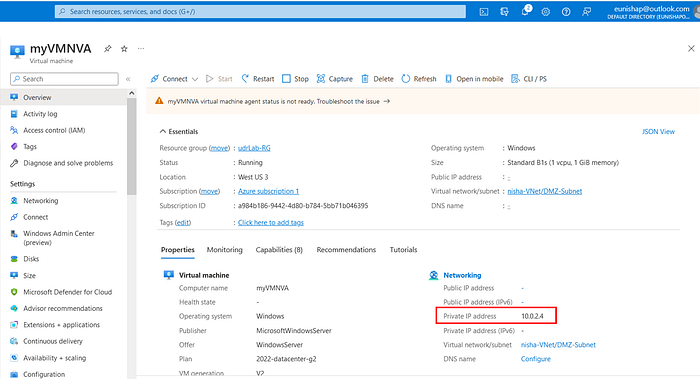 Search resources, services, and docs (G+/)
2
eunishap@outlook.com
DEFAULT DIRECTORY (EUNISHAPO...
myVMNVA
Virtual machine
Search
Connect
Start
Restart
Stop
Capture
Delete
Refresh
Open in mobile
CLI / PS
myVMNVA virtual machine agent status is not ready. Troubleshoot the issue →
Overview
Activity log
Access control (IAM)
Tags
Diagnose and solve problems
Settings
Networking
Connect
Windows Admin Center
(preview)
Disks
Size
Microsoft Defender for Cloud
Advisor recommendations
Extensions + applications
Continuous delivery
Availability + scaling
Configuration
Essentials
JSON View
Resource group (move) : udrLab-RG
Status : Running
Location : West US 3
Subscription (move) : Azure subscription 1
Subscription ID : a984b186-9442-4d80-b784-5bb71b046395
Tags (edit) : Click here to add tags
Operating system : Windows
Size : Standard B1s (1 vcpu, 1 GiB memory)
Public IP address : -
Virtual network/subnet : nisha-VNet/DMZ-Subnet
DNS name : -
Properties
Monitoring
Capabilities (8)
Recommendations
Tutorials
Virtual machine
Computer name myVMNVA
Health state -
Operating system Windows
Publisher MicrosoftWindowsServer
Offer WindowsServer
Plan 2022-datacenter-g2
VM generation V2
Networking
Public IP address -
Public IP address (IPv6) -
Private IP address 10.0.2.4
Private IP address (IPv6) -
Virtual network/subnet nisha-VNet/DMZ-Subnet
DNS name Configure